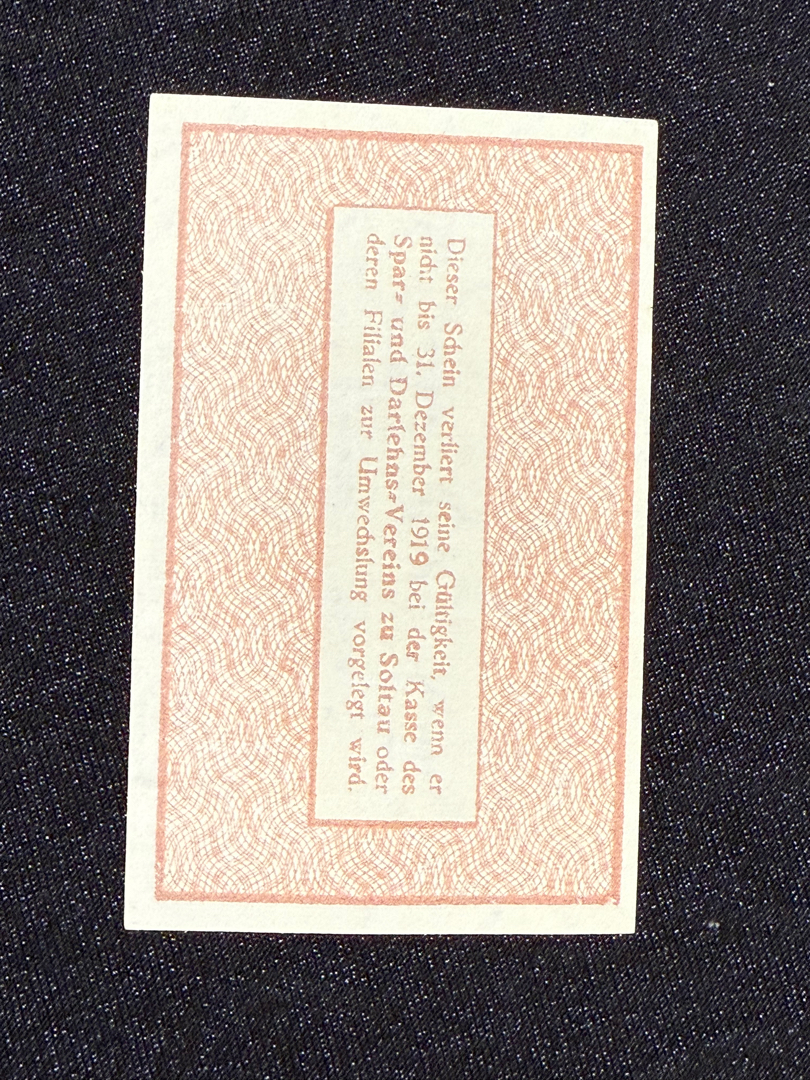 Dieser Schein verliert seine Gültigkeit, wenn er
nicht bis 31. Dezember 1919 bei der Kasse des
Spar- und Darlehns-Vereins zu Soltau oder
deren Filialen zur Umwechslung vorgelegt wird.